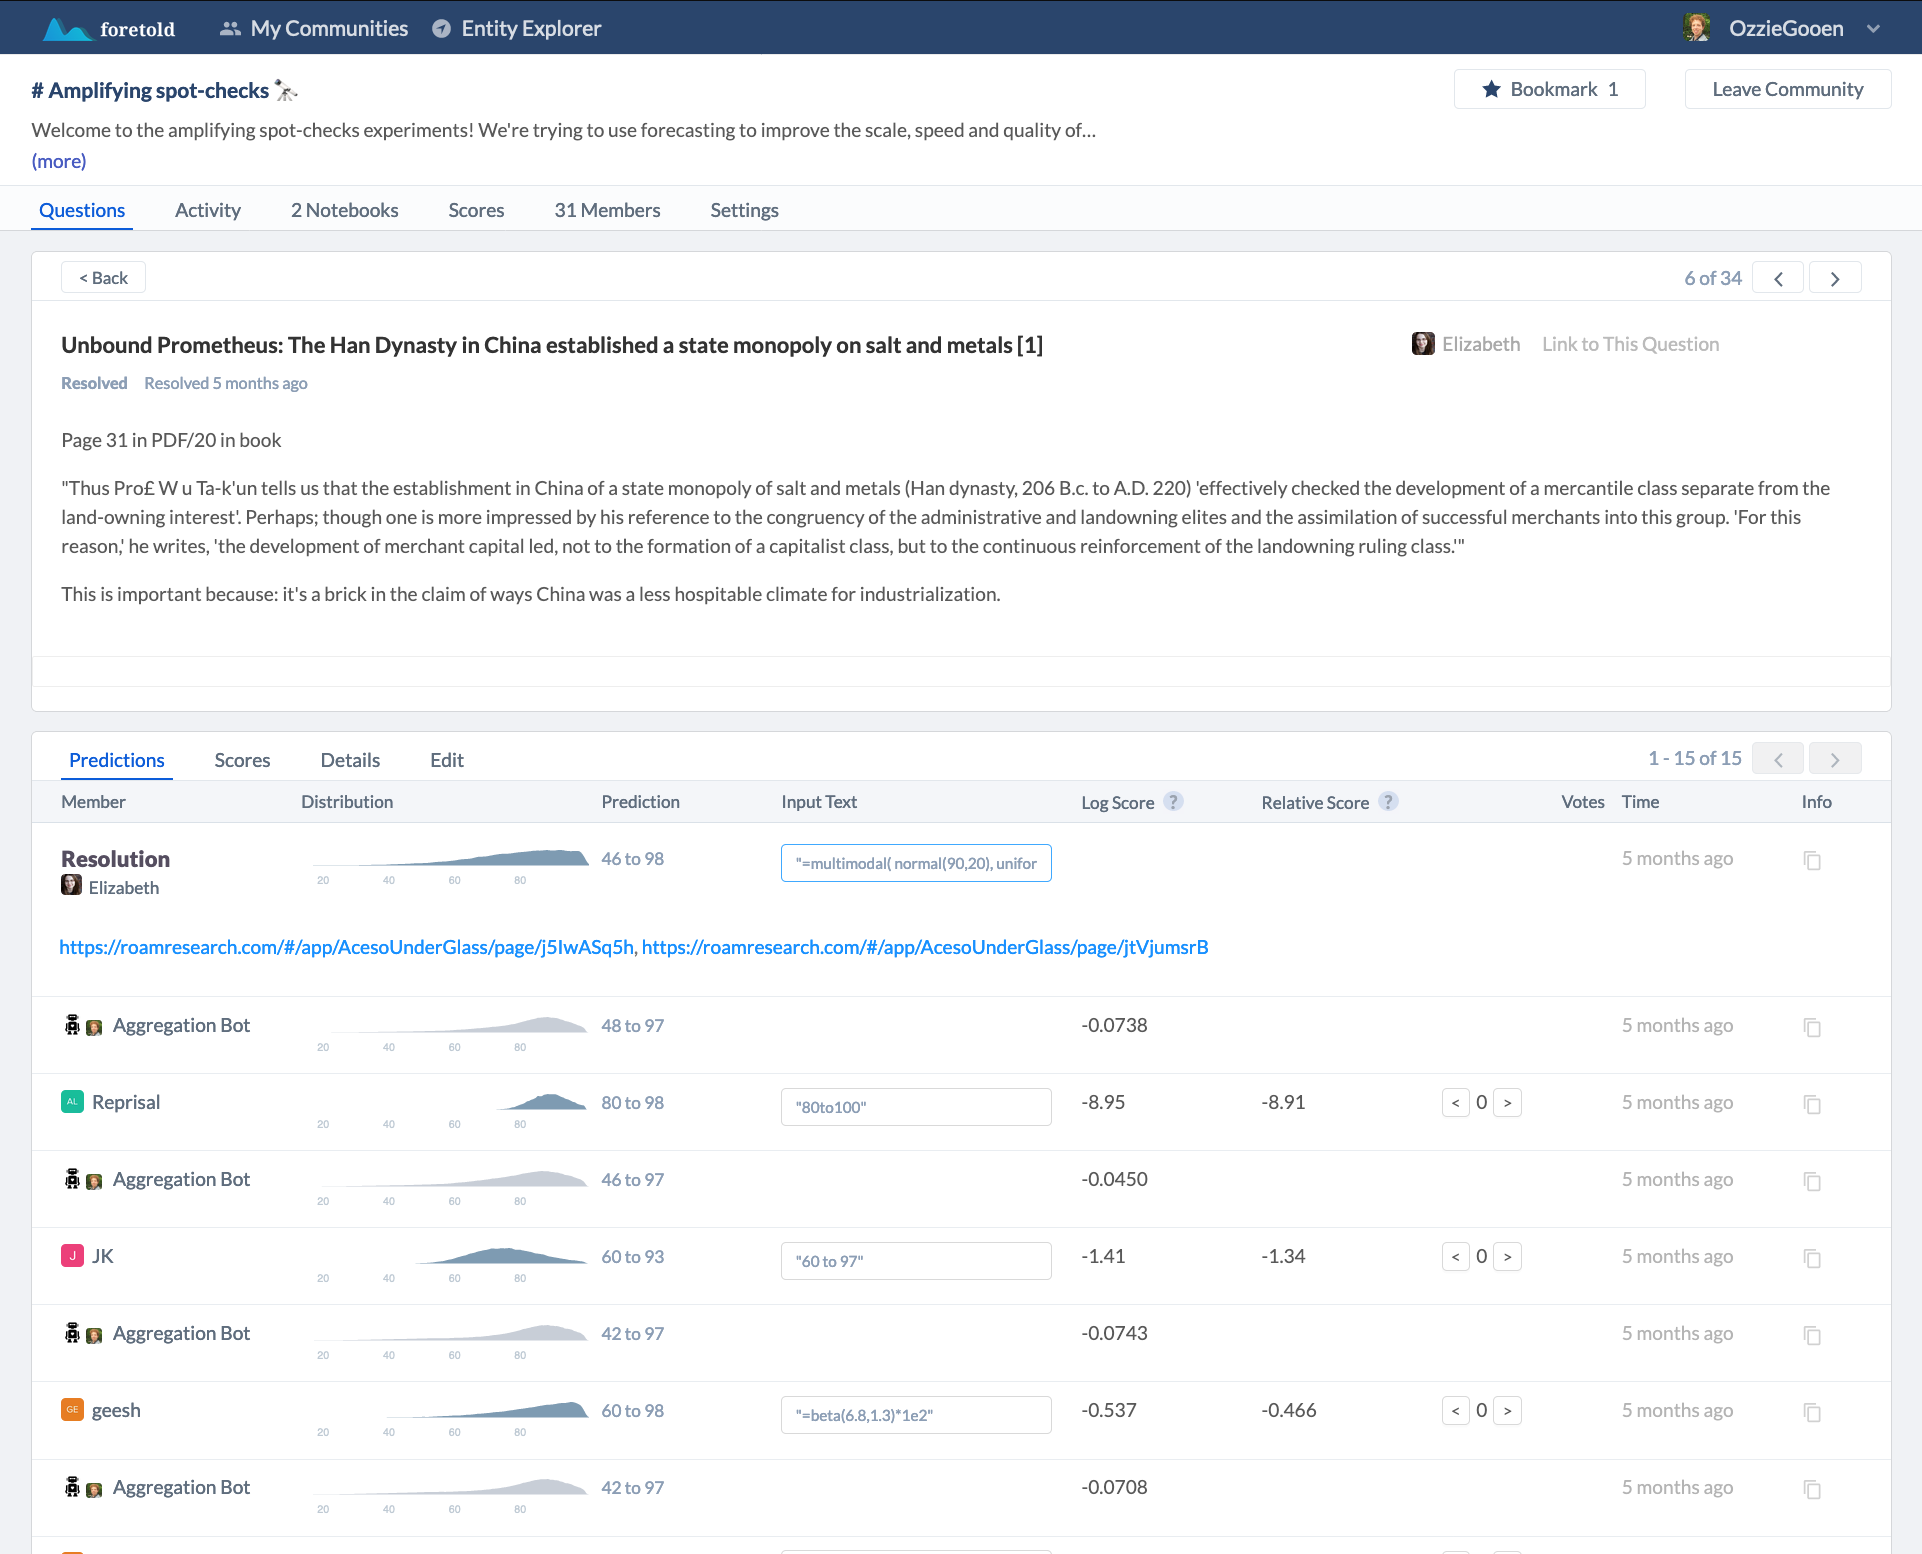 foretold My Communities Entity Explorer OzzieGooen
# Amplifying spot-checks Bookmark 1 Leave Community
Welcome to the amplifying spot-checks experiments! We're trying to use forecasting to improve the scale, speed and quality of...
(more)
Questions Activity 2 Notebooks Scores 31 Members Settings
< Back 6 of 34 < >
Unbound Prometheus: The Han Dynasty in China established a state monopoly on salt and metals [1] Elizabeth Link to This Question
Resolved Resolved 5 months ago
Page 31 in PDF/20 in book
"Thus Pro£ W u Ta-k'un tells us that the establishment in China of a state monopoly of salt and metals (Han dynasty, 206 B.c. to A.D. 220) 'effectively checked the development of a mercantile class separate from the
land-owning interest'. Perhaps; though one is more impressed by his reference to the congruency of the administrative and landowning elites and the assimilation of successful merchants into this group. 'For this
reason,' he writes, 'the development of merchant capital led, not to the formation of a capitalist class, but to the continuous reinforcement of the landowning ruling class.'"
This is important because: it's a brick in the claim of ways China was a less hospitable climate for industrialization.
Predictions Scores Details Edit 1 - 15 of 15 < >
Member Distribution Prediction Input Text Log Score ? Relative Score ? Votes Time Info
Resolution 46 to 98 "=multimodal( normal(90,20), unifor 5 months ago
20 40 60 80
Elizabeth
https://roamresearch.com/#/app/AcesoUnderGlass/page/j5IwASq5h, https://roamresearch.com/#/app/AcesoUnderGlass/page/jtVjumsrB
Aggregation Bot 48 to 97 -0.0738 5 months ago
20 40 60 80
AL Reprisal 80 to 98 "80to100" -8.95 -8.91 < 0 > 5 months ago
20 40 60 80
Aggregation Bot 46 to 97 -0.0450 5 months ago
20 40 60 80
J JK 60 to 93 "60 to 97" -1.41 -1.34 < 0 > 5 months ago
20 40 60 80
Aggregation Bot 42 to 97 -0.0743 5 months ago
20 40 60 80
GE geesh 60 to 98 "=beta(6.8,1.3)*1e2" -0.537 -0.466 < 0 > 5 months ago
20 40 60 80
Aggregation Bot 42 to 97 -0.0708 5 months ago
20 40 60 80